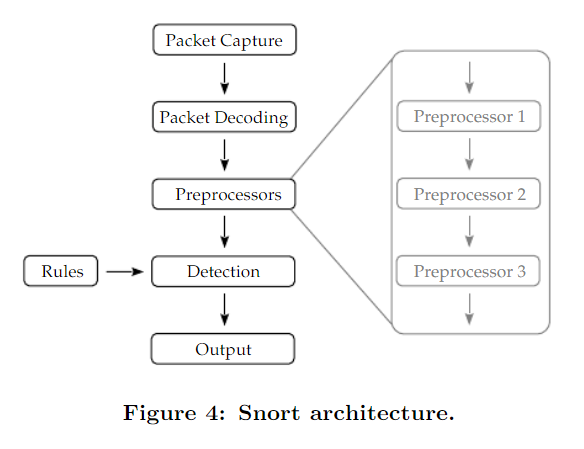 Packet Capture
Packet Decoding
Preprocessors
Rules
Detection
Output
Preprocessor 1
Preprocessor 2
Preprocessor 3
Figure 4: Snort architecture.